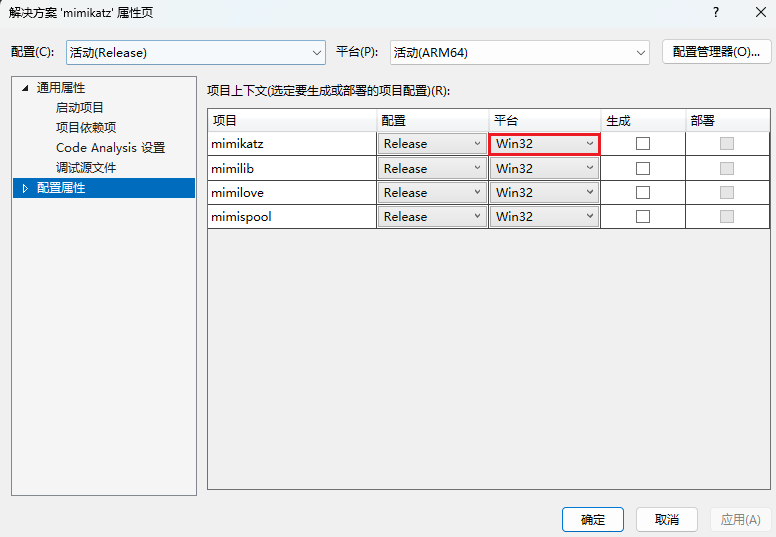 解决方案 'mimikatz' 属性页
?
配置(C): 活动(Release) 平台(P): 活动(ARM64) 配置管理器(O)...
通用属性
启动项目
项目依赖项
Code Analysis 设置
调试源文件
配置属性
项目上下文(选定要生成或部署的项目配置)(R):
项目 配置 平台 生成 部署
mimikatz Release Win32
mimilib Release Win32
mimilove Release Win32
mimispool Release Win32
确定 取消 应用(A)